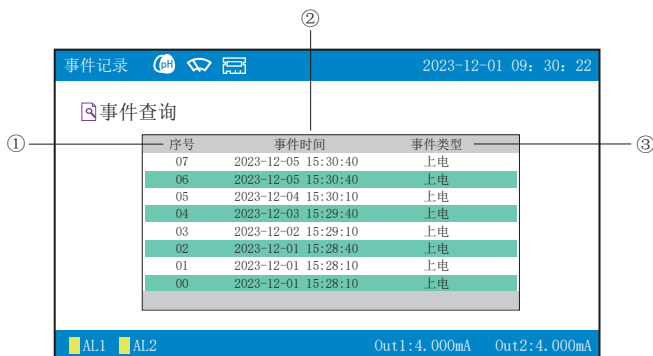 ②
事件记录 pH 2023-12-01 09：30：22
事件查询
① 序号 事件时间 事件类型 ③
07 2023-12-05 15:30:40 上电
06 2023-12-05 15:30:40 上电
05 2023-12-04 15:30:10 上电
04 2023-12-03 15:29:40 上电
03 2023-12-02 15:29:10 上电
02 2023-12-01 15:28:40 上电
01 2023-12-01 15:28:10 上电
00 2023-12-01 15:28:10 上电
AL1 AL2 Out1:4.000mA Out2:4.000mA